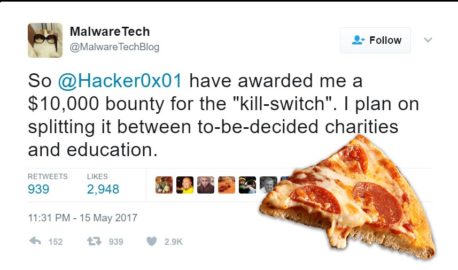 MalwareTech
@MalwareTechBlog
Follow
So @Hacker0x01 have awarded me a
$10,000 bounty for the "kill-switch". I plan on
splitting it between to-be-decided charities
and education.
RETWEETS LIKES
939 2,948
11:31 PM - 15 May 2017
152 939 2.9K